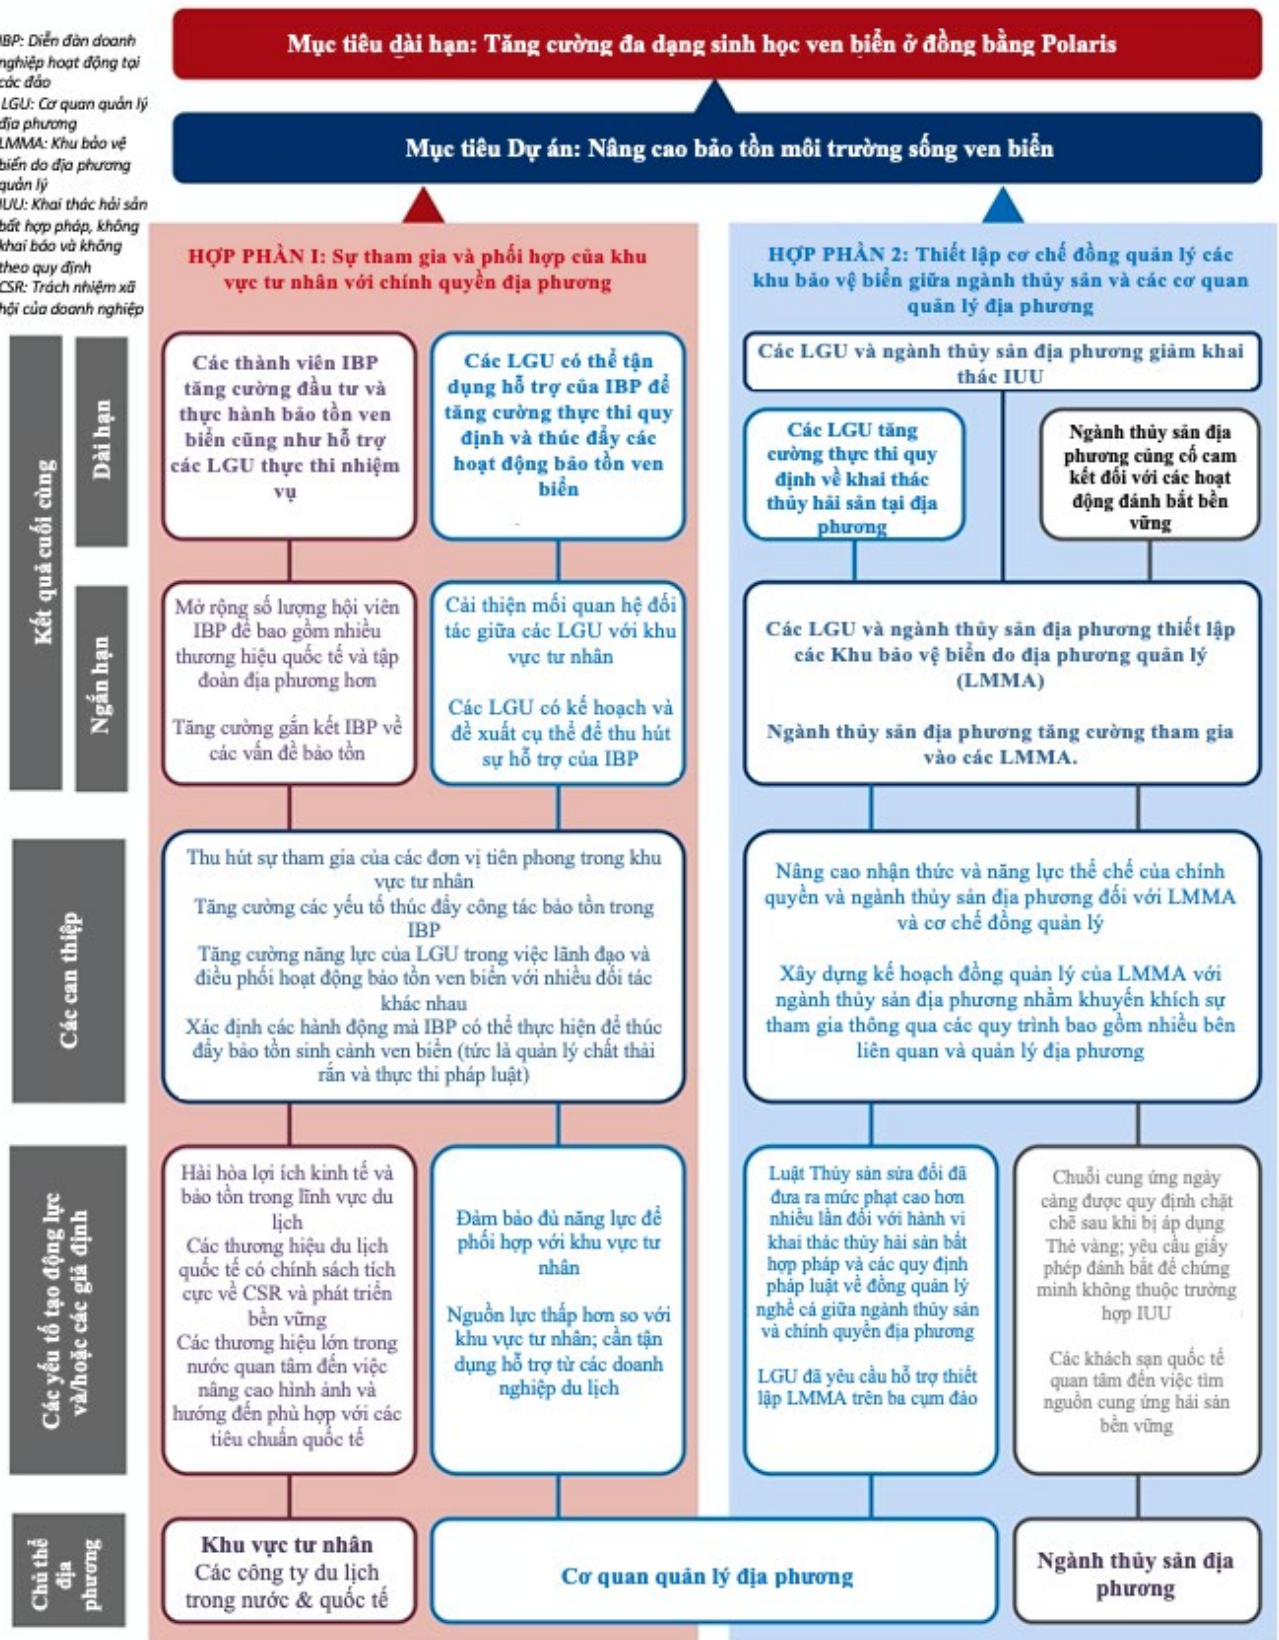 IBP: Diễn đàn doanh
nghiệp hoạt động tại
các đảo
LGU: Cơ quan quản lý
địa phương
LMMA: Khu bảo vệ
biển do địa phương
quản lý
IUU: Khai thác hải sản
bất hợp pháp, không
khai báo và không
theo quy định
CSR: Trách nhiệm xã
hội của doanh nghiệp
Mục tiêu dài hạn: Tăng cường đa dạng sinh học ven biển ở đồng bằng Polaris
Mục tiêu Dự án: Nâng cao bảo tồn môi trường sống ven biển
HỢP PHẦN I: Sự tham gia và phối hợp của khu
vực tư nhân với chính quyền địa phương
HỢP PHẦN 2: Thiết lập cơ chế đồng quản lý các
khu bảo vệ biển giữa ngành thủy sản và các cơ quan
quản lý địa phương
Kết quả cuối cùng
Dài hạn
Các thành viên IBP
tăng cường đầu tư và
thực hành bảo tồn ven
biển cũng như hỗ trợ
các LGU thực thi nhiệm
vụ
Các LGU có thể tận
dụng hỗ trợ của IBP để
tăng cường thực thi quy
định và thúc đẩy các
hoạt động bảo tồn ven
biển
Các LGU và ngành thủy sản địa phương giảm khai
thác IUU
Các LGU tăng
cường thực thi quy
định về khai thác
thủy hải sản tại địa
phương
Ngành thủy sản địa
phương củng cố cam
kết đối với các hoạt
động đánh bắt bền
vững
Ngắn hạn
Mở rộng số lượng hội viên
IBP để bao gồm nhiều
thương hiệu quốc tế và tập
đoàn địa phương hơn
Tăng cường gắn kết IBP về
các vấn đề bảo tồn
Cải thiện mối quan hệ đối
tác giữa các LGU với khu
vực tư nhân
Các LGU có kế hoạch và
đề xuất cụ thể để thu hút
sự hỗ trợ của IBP
Các LGU và ngành thủy sản địa phương thiết lập
các Khu bảo vệ biển do địa phương quản lý
(LMMA)
Ngành thủy sản địa phương tăng cường tham gia
vào các LMMA.
Các can thiệp
Thu hút sự tham gia của các đơn vị tiên phong trong khu
vực tư nhân
Tăng cường các yếu tố thúc đẩy công tác bảo tồn trong
IBP
Tăng cường năng lực của LGU trong việc lãnh đạo và
điều phối hoạt động bảo tồn ven biển với nhiều đối tác
khác nhau
Xác định các hành động mà IBP có thể thực hiện để thúc
đẩy bảo tồn sinh cảnh ven biển (tức là quản lý chất thải
rắn và thực thi pháp luật)
Nâng cao nhận thức và năng lực thể chế của chính
quyền và ngành thủy sản địa phương đối với LMMA
và cơ chế đồng quản lý
Xây dựng kế hoạch đồng quản lý của LMMA với
ngành thủy sản địa phương nhằm khuyến khích sự
tham gia thông qua các quy trình bao gồm nhiều bên
liên quan và quản lý địa phương
Các yếu tố tạo động lực
và/hoặc các giả định
Hài hòa lợi ích kinh tế và
bảo tồn trong lĩnh vực du
lịch
Các thương hiệu du lịch
quốc tế có chính sách tích
cực về CSR và phát triển
bền vững
Các thương hiệu lớn trong
nước quan tâm đến việc
nâng cao hình ảnh và
hướng đến phù hợp với các
tiêu chuẩn quốc tế
Đảm bảo đủ năng lực để
phối hợp với khu vực tư
nhân
Nguồn lực thấp hơn so với
khu vực tư nhân; cần tận
dụng hỗ trợ từ các doanh
nghiệp du lịch
Luật Thủy sản sửa đổi đã
đưa ra mức phạt cao hơn
nhiều lần đối với hành vi
khai thác thủy hải sản bất
hợp pháp và các quy định
pháp luật về đồng quản lý
nghề cá giữa ngành thủy sản
và chính quyền địa phương
LGU đã yêu cầu hỗ trợ thiết
lập LMMA trên ba cụm đảo
Chuỗi cung ứng ngày
càng được quy định chặt
chẽ sau khi bị áp dụng
Thẻ vàng; yêu cầu giấy
phép đánh bắt để chứng
minh không thuộc trường
hợp IUU
Các khách sạn quốc tế
quan tâm đến việc tìm
nguồn cung ứng hải sản
bền vững
Chủ thể
địa
phương
Khu vực tư nhân
Các công ty du lịch
trong nước & quốc tế
Cơ quan quản lý địa phương
Ngành thủy sản địa
phương